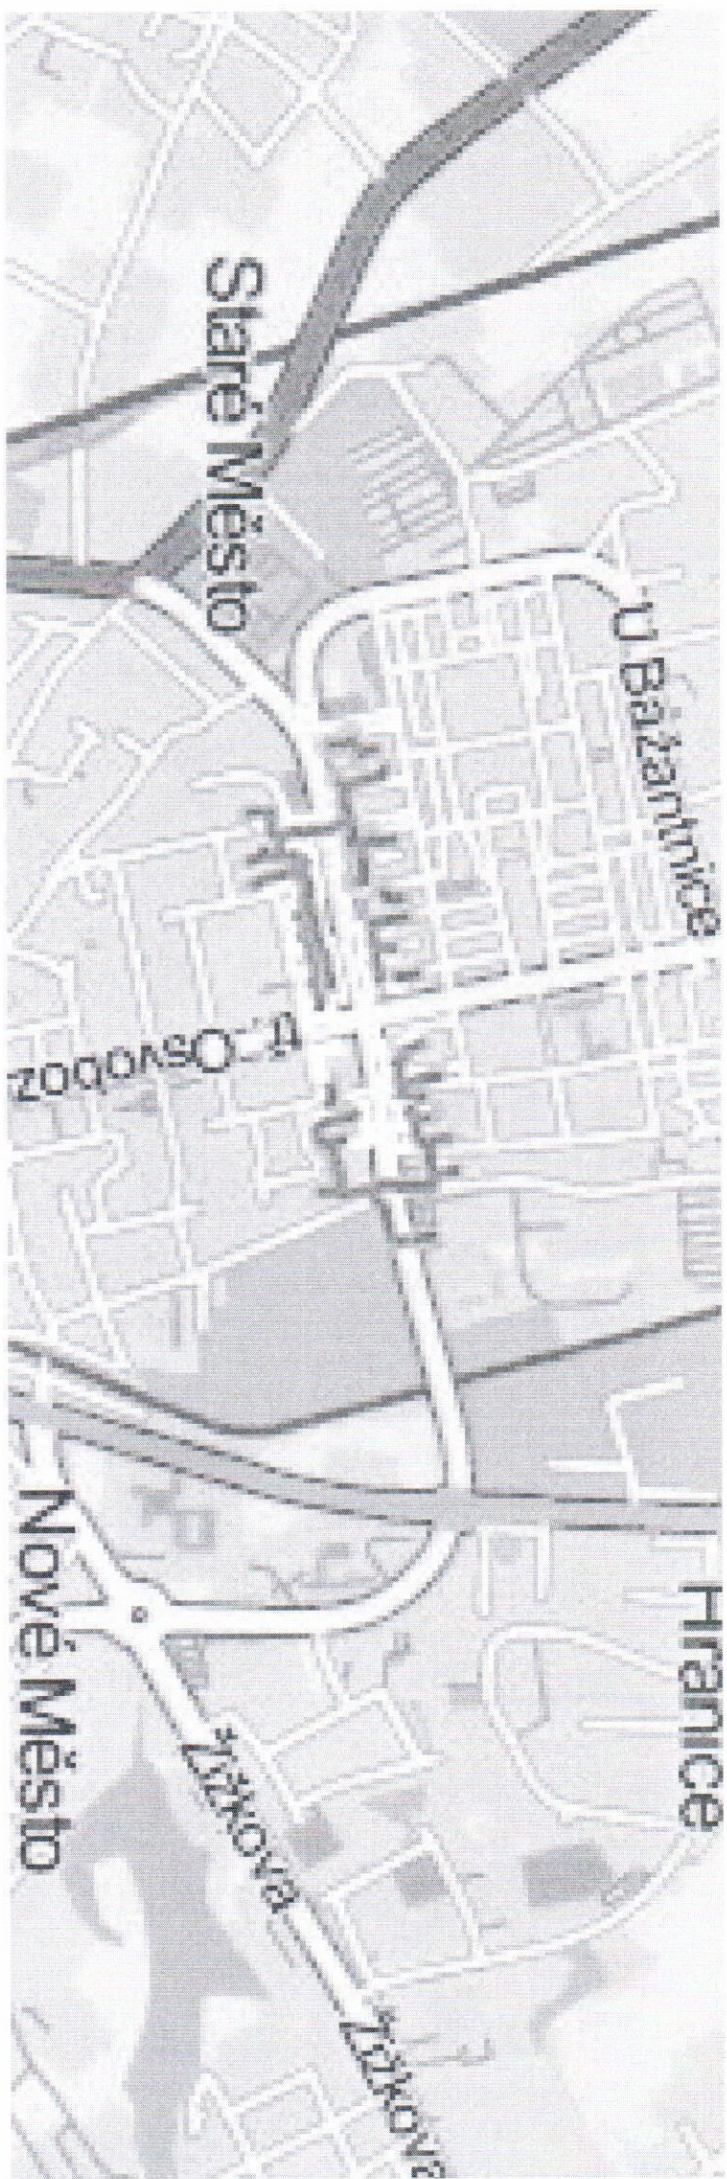 Staré Město
U Bažantnice
tř. Osvoboz
Hranice
Nové Město
Žižkova
Žižkova